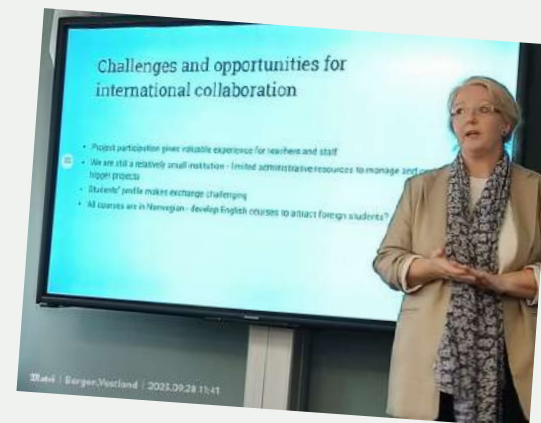 Challenges and opportunities for
international collaboration
• Project participation gives valuable experience for teachers and staff
• We are still a relatively small institution - limited administrative resources to manage and
bigger projects
• Students' profile makes exchange challenging
• All courses are in Norwegian - develop English courses to attract foreign students?
| Bergen, Vestland | 2023.09.28 11:41